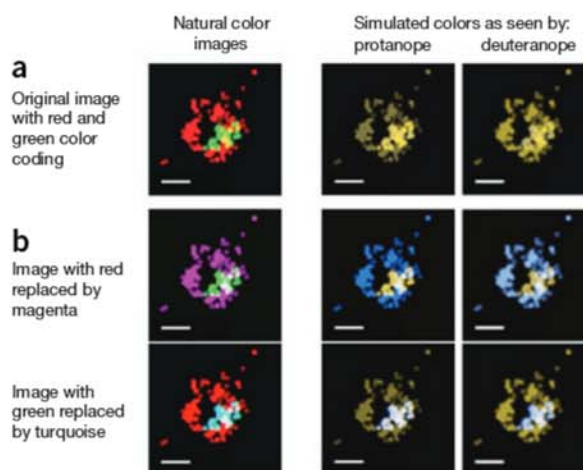 Natural color
images
Simulated colors as seen by:
protanope
deuteranope
a
Original image
with red and
green color
coding
b
Image with red
replaced by
magenta
Image with
green replaced
by turquoise